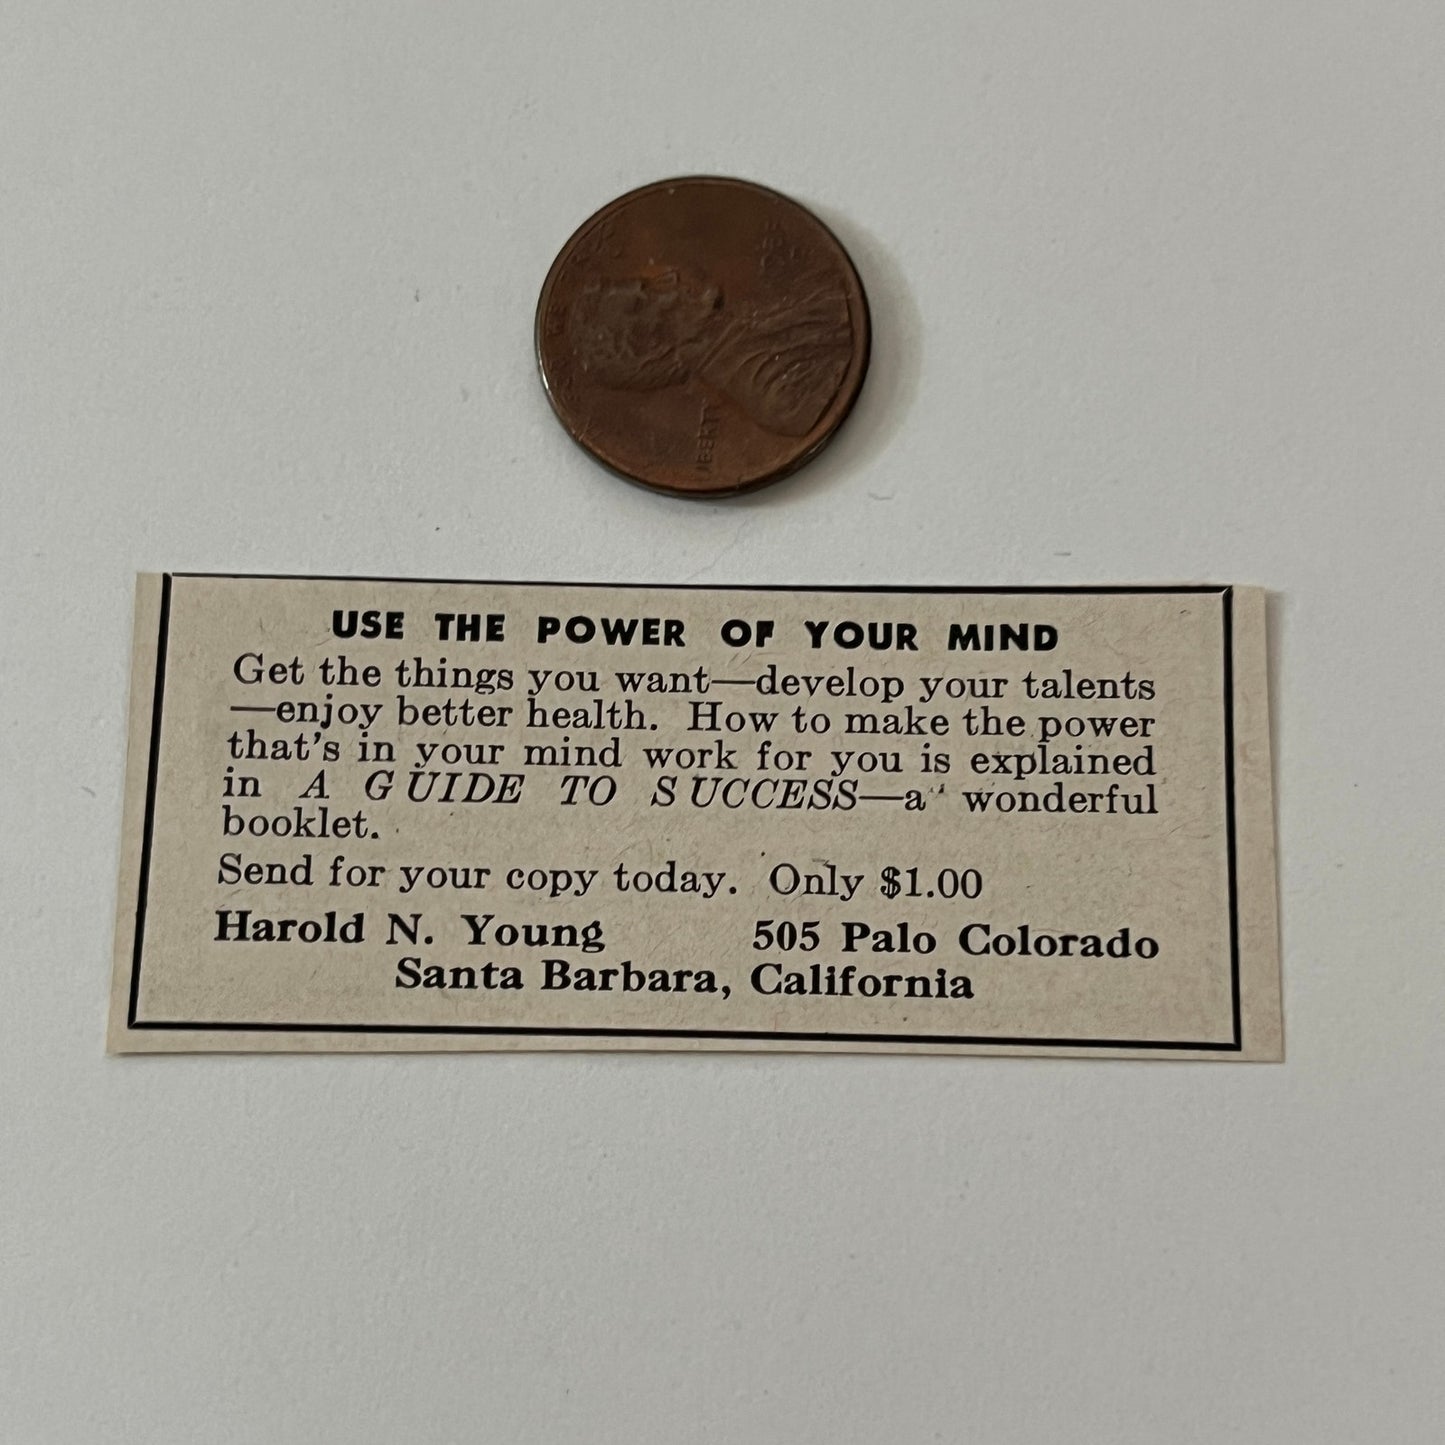 LIBERTY
USE THE POWER OF YOUR MIND
Get the things you want—develop your talents
—enjoy better health. How to make the power
that's in your mind work for you is explained
in A GUIDE TO SUCCESS—a wonderful
booklet.
Send for your copy today. Only $1.00
Harold N. Young 505 Palo Colorado
Santa Barbara, California